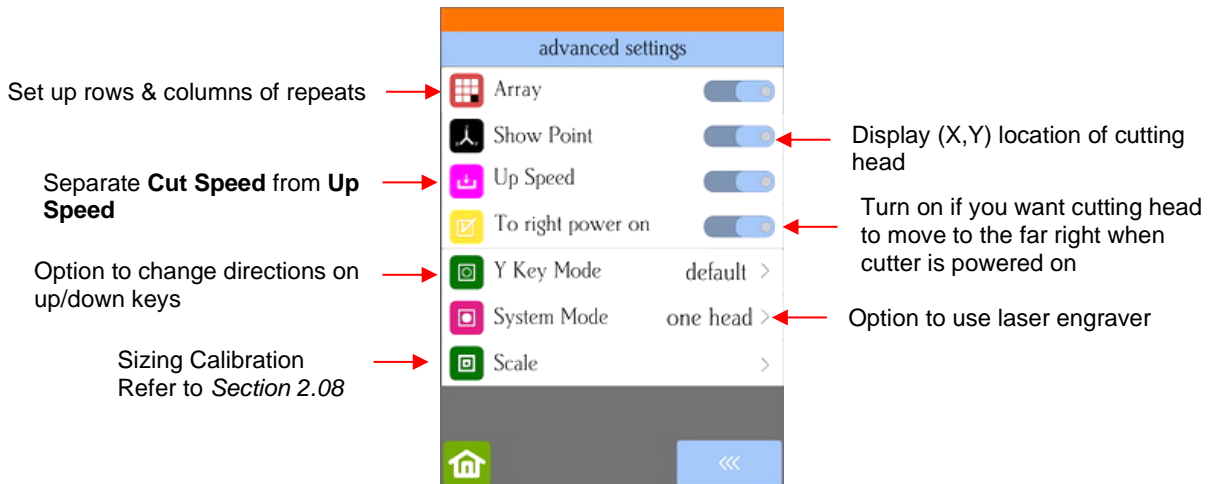 advanced settings
Set up rows & columns of repeats
Array
Show Point
Display (X,Y) location of cutting
head
Separate Cut Speed from Up
Speed
Up Speed
To right power on
Turn on if you want cutting head
to move to the far right when
cutter is powered on
Option to change directions on
up/down keys
Y Key Mode default >
System Mode one head >
Option to use laser engraver
Sizing Calibration
Refer to Section 2.08
Scale >